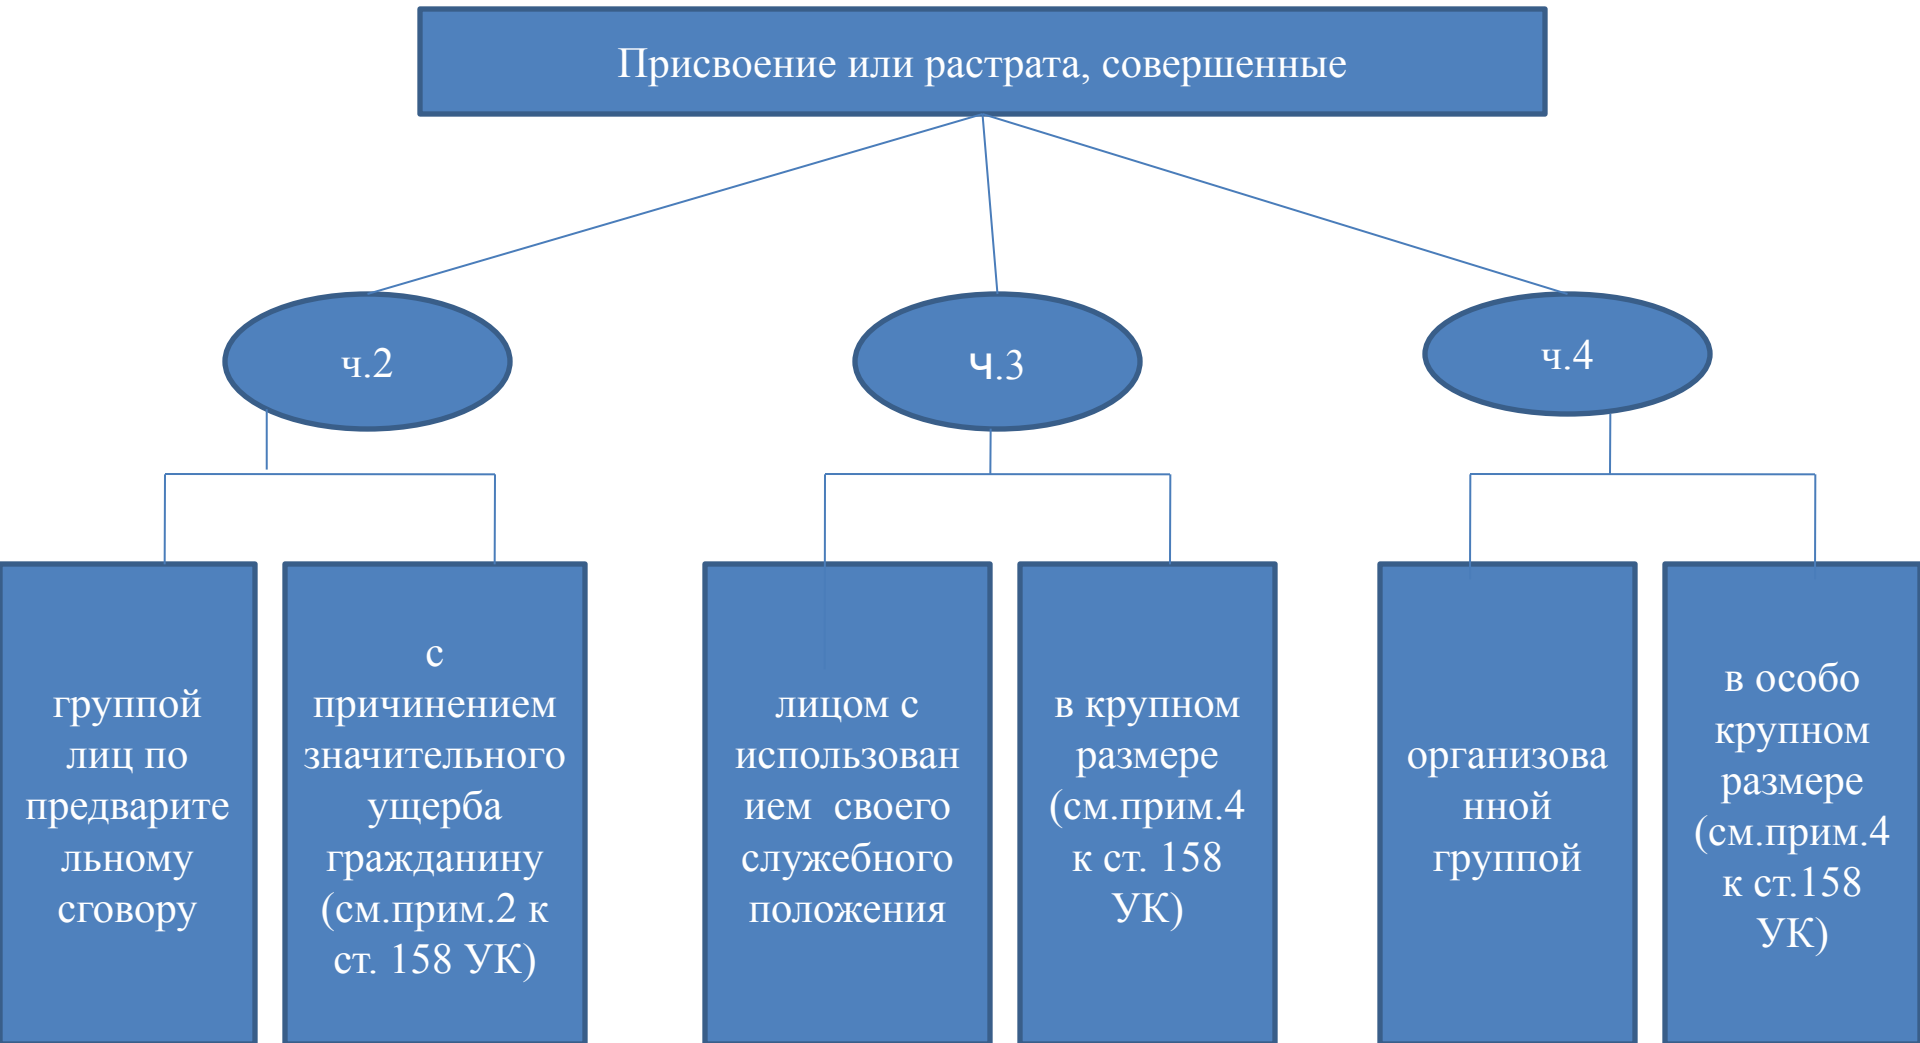 Присвоение или растрата, совершенные
ч.2
ч.3
ч.4
группой
лиц по
предварите
льному
сговору
с
причинением
значительного
ущерба
гражданину
(см.прим.2 к
ст. 158 УК)
лицом с
использован
ием своего
служебного
положения
в крупном
размере
(см.прим.4
к ст. 158
УК)
организова
нной
группой
в особо
крупном
размере
(см.прим.4
к ст.158
УК)